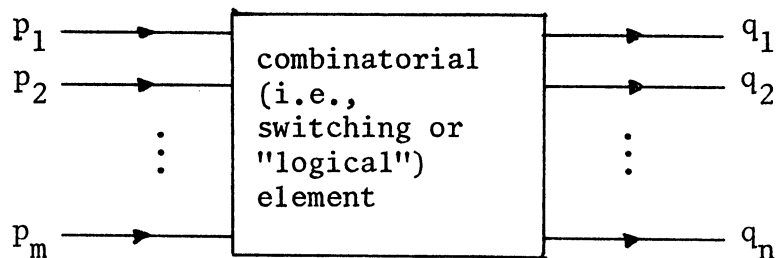 p1 q1
p2 q2
pm qn
combinatorial
(i.e.,
switching or
"logical")
element